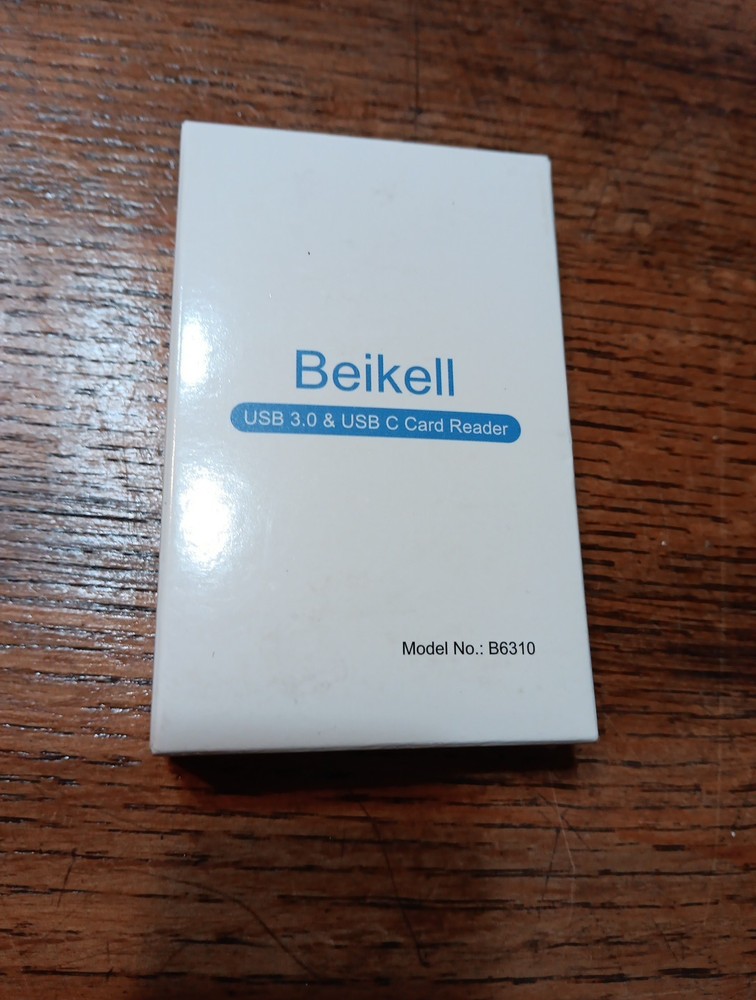 Beikell
USB 3.0 & USB C Card Reader
Model No.: B6310